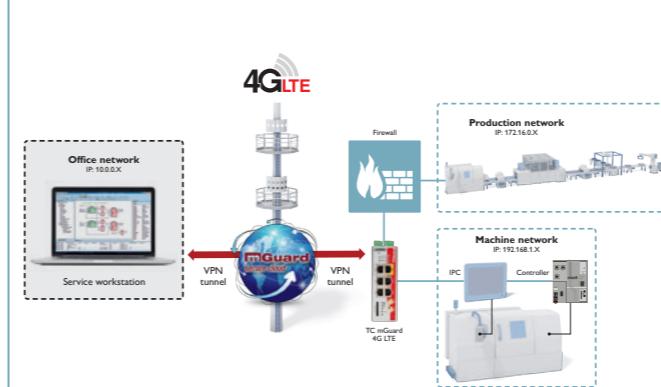 4GLTE
Office network
IP: 10.0.0.X
Service workstation
VPN
tunnel
mGuard
VPN
tunnel
Firewall
TC mGuard
4G LTE
Production network
IP: 172.16.0.X
Machine network
IP: 192.168.1.X
IPC
Controller